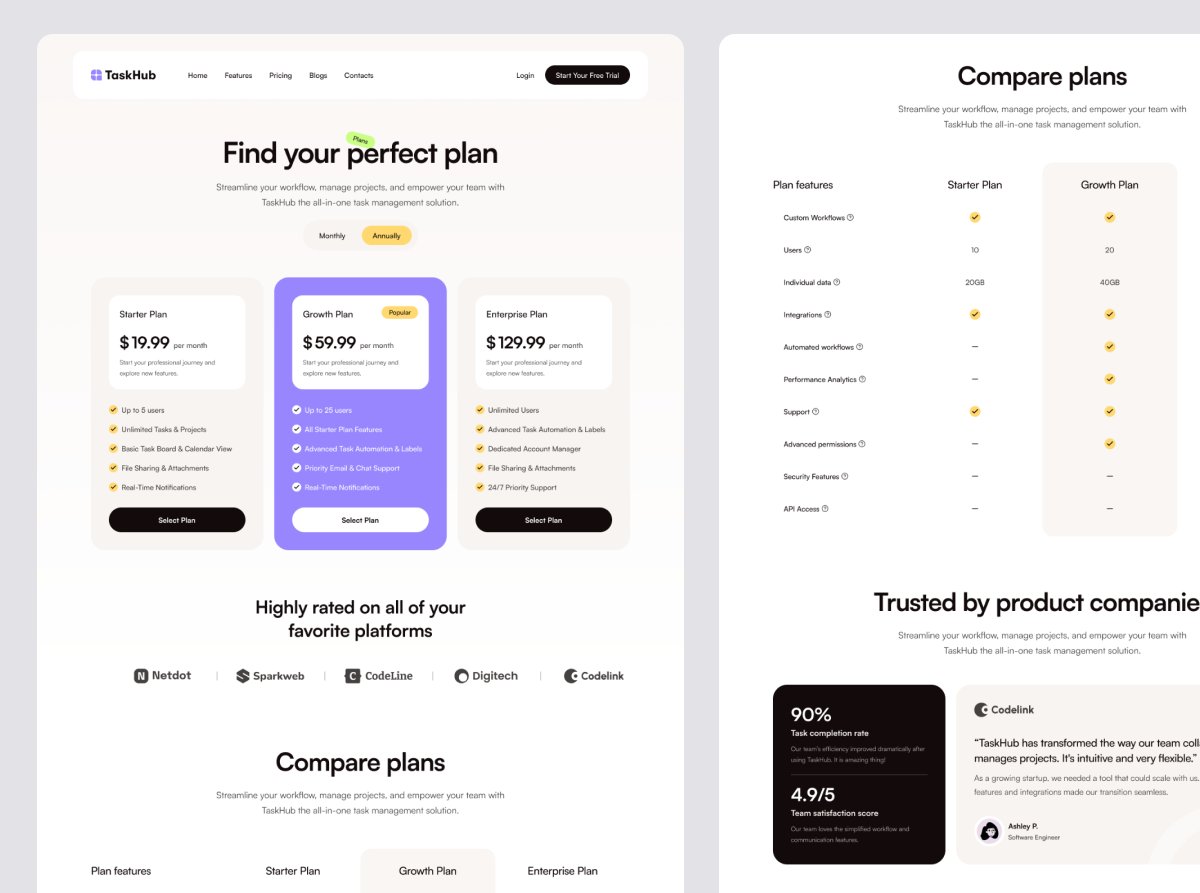 TaskHub
Home Features Pricing Blogs Contacts
Login Start Your Free Trial
Plans
Find your perfect plan
Streamline your workflow, manage projects, and empower your team with
TaskHub the all-in-one task management solution.
Monthly Annually
Starter Plan
$19.99 per month
Start your professional journey and
explore new features.
Up to 5 users
Unlimited Tasks & Projects
Basic Task Board & Calendar View
File Sharing & Attachments
Real-Time Notifications
Select Plan
Growth Plan Popular
$59.99 per month
Start your professional journey and
explore new features.
Up to 25 users
All Starter Plan Features
Advanced Task Automation & Labels
Priority Email & Chat Support
Real-Time Notifications
Select Plan
Enterprise Plan
$129.99 per month
Start your professional journey and
explore new features.
Unlimited Users
Advanced Task Automation & Labels
Dedicated Account Manager
File Sharing & Attachments
24/7 Priority Support
Select Plan
Highly rated on all of your
favorite platforms
Netdot Sparkweb CodeLine Digitech Codelink
Compare plans
Streamline your workflow, manage projects, and empower your team with
TaskHub the all-in-one task management solution.
Plan features Starter Plan Growth Plan Enterprise Plan
Compare plans
Streamline your workflow, manage projects, and empower your team with
TaskHub the all-in-one task management solution.
Plan features Starter Plan Growth Plan
Custom Workflows
Users 10 20
Individual data 20GB 40GB
Integrations
Automated workflows – 
Performance Analytics –
Support
Advanced permissions –
Security Features – –
API Access – –
Trusted by product companie
Streamline your workflow, manage projects, and empower your team with
TaskHub the all-in-one task management solution.
90%
Task completion rate
Our team's efficiency improved dramatically after
using TaskHub. It is amazing thing!
4.9/5
Team satisfaction score
Our team loves the simplified workflow and
communication features.
Codelink
“TaskHub has transformed the way our team coll
manages projects. It's intuitive and very flexible.”
As a growing startup, we needed a tool that could scale with us.
features and integrations made our transition seamless.
Ashley P.
Software Engineer